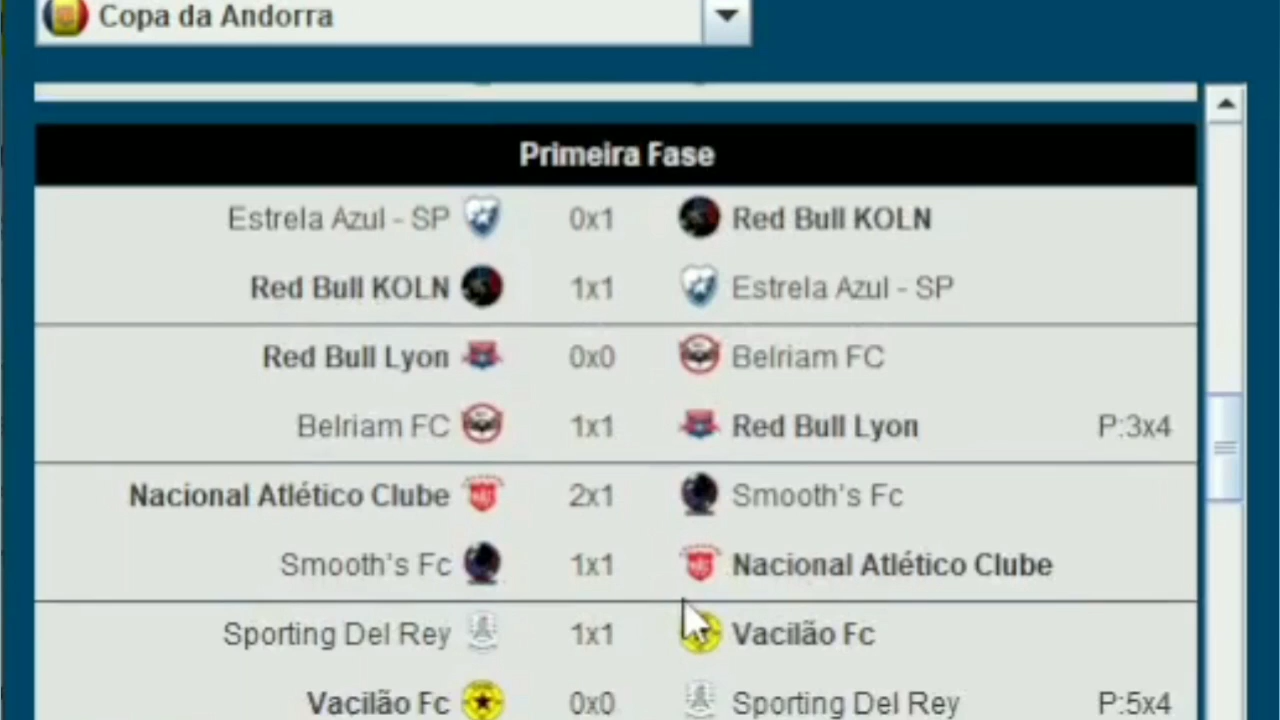 Copa da Andorra
Primeira Fase
Estrela Azul - SP 0x1 Red Bull KOLN
Red Bull KOLN 1x1 Estrela Azul - SP
Red Bull Lyon 0x0 Belriam FC
Belriam FC 1x1 Red Bull Lyon P:3x4
Nacional Atlético Clube 2x1 Smooth's Fc
Smooth's Fc 1x1 Nacional Atlético Clube
Sporting Del Rey 1x1 Vacilão Fc
Vacilão Fc 0x0 Sporting Del Rey P:5x4